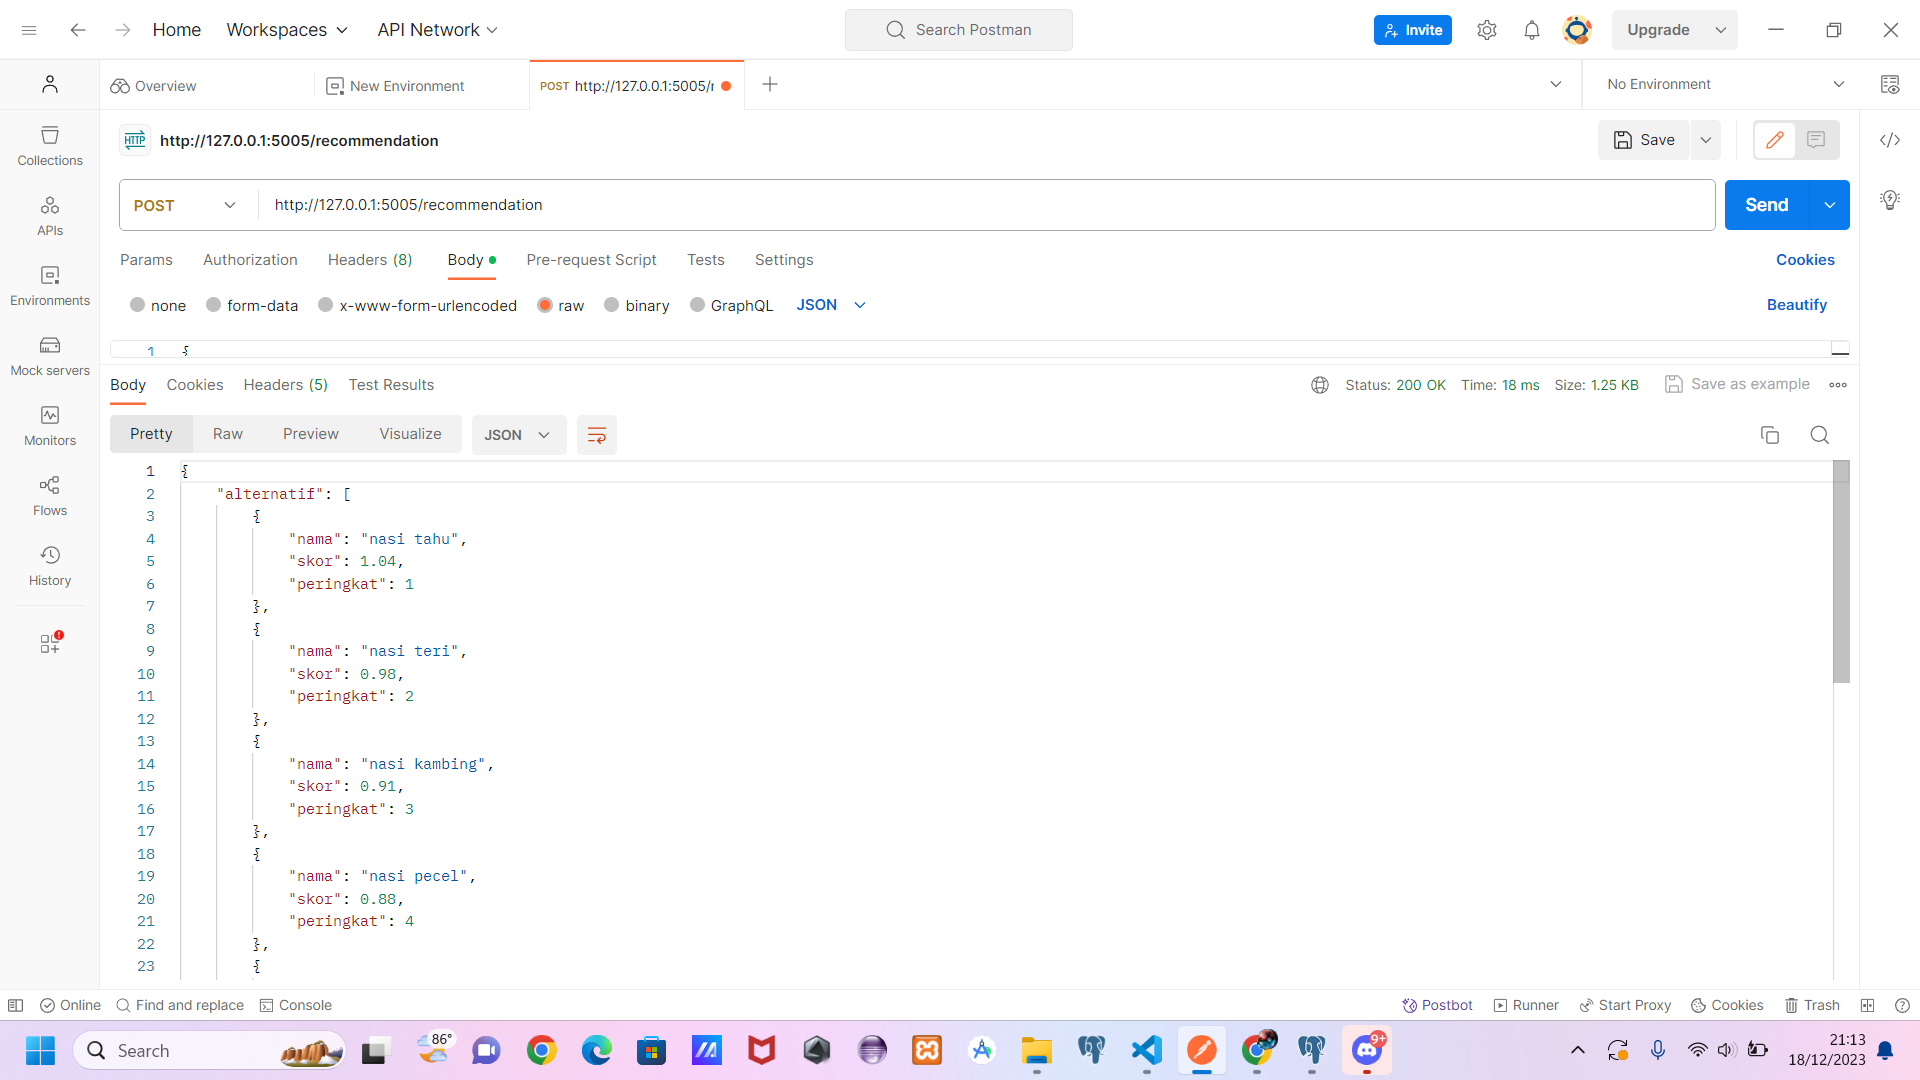 Home Workspaces API Network Search Postman Invite Upgrade
Overview New Environment POST http://127.0.0.1:5005/r No Environment
HTTP http://127.0.0.1:5005/recommendation Save
POST http://127.0.0.1:5005/recommendation Send
Params Authorization Headers (8) Body Pre-request Script Tests Settings Cookies
none form-data x-www-form-urlencoded raw binary GraphQL JSON Beautify
1 {
Body Cookies Headers (5) Test Results Status: 200 OK Time: 18 ms Size: 1.25 KB Save as example
Pretty Raw Preview Visualize JSON
1 {
2 "alternatif": [
3 {
4 "nama": "nasi tahu",
5 "skor": 1.04,
6 "peringkat": 1
7 },
8 {
9 "nama": "nasi teri",
10 "skor": 0.98,
11 "peringkat": 2
12 },
13 {
14 "nama": "nasi kambing",
15 "skor": 0.91,
16 "peringkat": 3
17 },
18 {
19 "nama": "nasi pecel",
20 "skor": 0.88,
21 "peringkat": 4
22 },
23 {
Collections
APIs
Environments
Mock servers
Monitors
Flows
History
Online Find and replace Console Postbot Runner Start Proxy Cookies Trash
Search 86° 9+ 21:13
18/12/2023